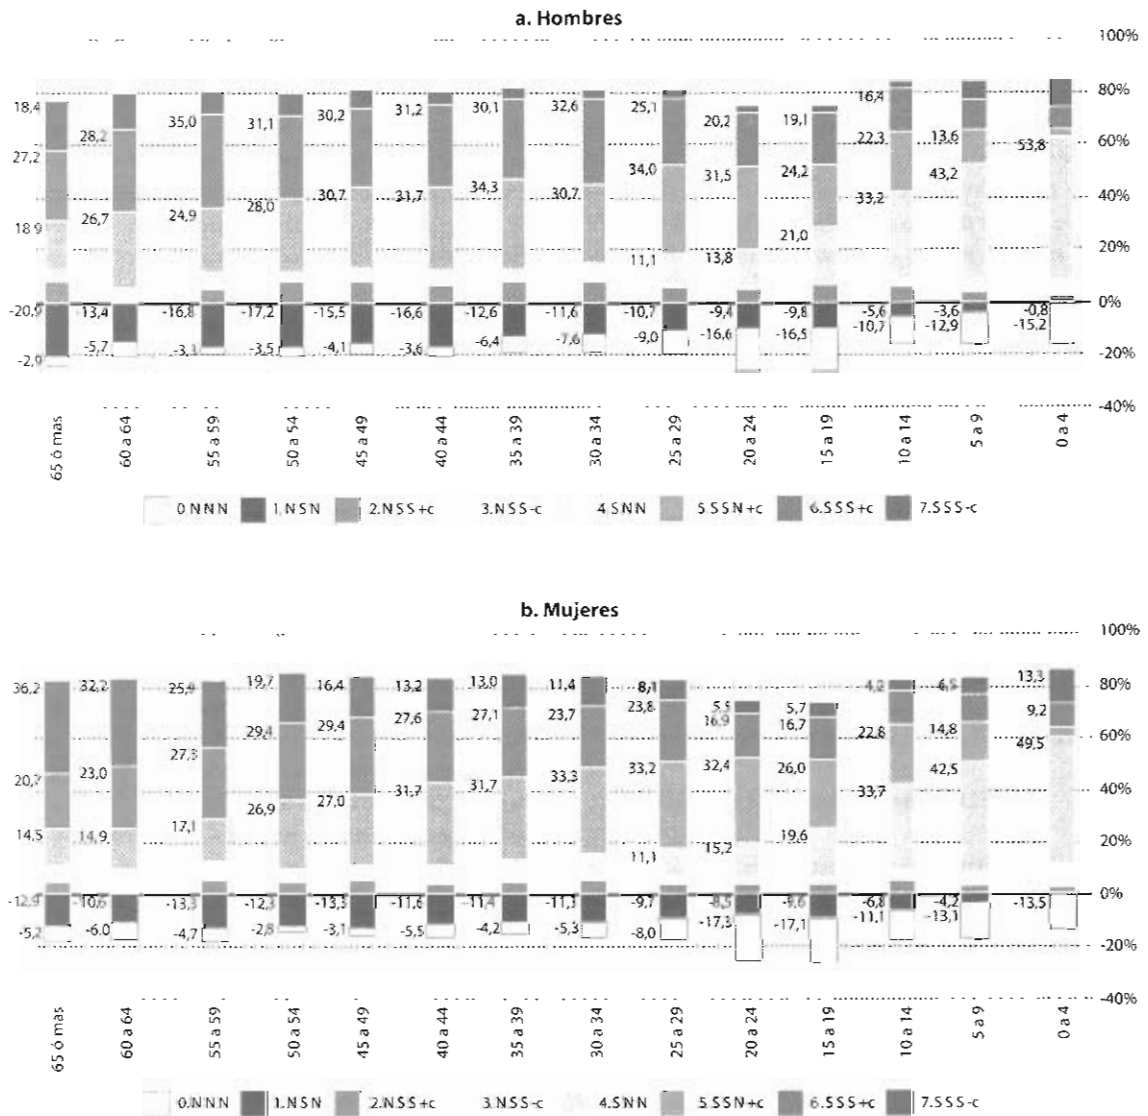 a. Hombres
100%
80%
60%
40%
20%
0%
-20%
-40%
18,4 28,2 35,0 31,1 30,2 31,2 30,1 32,6 25,1 20,2 19,1 16,4 13,6 53,8
27,2 26,7 24,9 28,0 30,7 31,7 34,3 30,7 34,0 31,5 24,2 22,3 43,2
18,9 11,1 13,8 21,0 33,2
-20,9 -13,4 -16,8 -17,2 -15,5 -16,6 -12,6 -11,6 -10,7 -9,4 -9,8 -5,6 -3,6 -0,8
-2,9 -5,7 -3,1 -3,5 -4,1 -3,6 -6,4 -7,6 -9,0 -16,6 -16,5 -10,7 -12,9 -15,2
65 ó mas
60 a 64
55 a 59
50 a 54
45 a 49
40 a 44
35 a 39
30 a 34
25 a 29
20 a 24
15 a 19
10 a 14
5 a 9
0 a 4
0.NNN 1.NSN 2.NSS+c 3.NSS-c 4.SNN 5.SSN+c 6.SSS+c 7.SSS-c
b. Mujeres
100%
80%
60%
40%
20%
0%
-20%
-40%
36,2 32,2 25,9 19,7 16,4 13,2 13,0 11,4 8,1 5,5 5,7 4,2 6,5 13,3
20,7 23,0 27,3 29,4 29,4 27,6 27,1 23,7 23,8 16,9 16,7 22,8 14,8 9,2
14,5 14,9 17,1 26,9 27,0 31,7 31,7 33,3 33,2 32,4 26,0 33,7 42,5 49,5
11,1 15,2 19,6
-12,9 -10,6 -13,3 -12,3 -13,3 -11,6 -11,4 -11,1 -9,7 -8,5 -9,6 -6,8 -4,2 -13,5
-5,2 -6,0 -4,7 -2,8 -3,1 -5,5 -4,2 -5,3 -8,0 -17,3 -17,1 -11,1 -13,1
65 ó mas
60 a 64
55 a 59
50 a 54
45 a 49
40 a 44
35 a 39
30 a 34
25 a 29
20 a 24
15 a 19
10 a 14
5 a 9
0 a 4
0.NNN 1.NSN 2.NSS+c 3.NSS-c 4.SNN 5.SSN+c 6.SSS+c 7.SSS-c